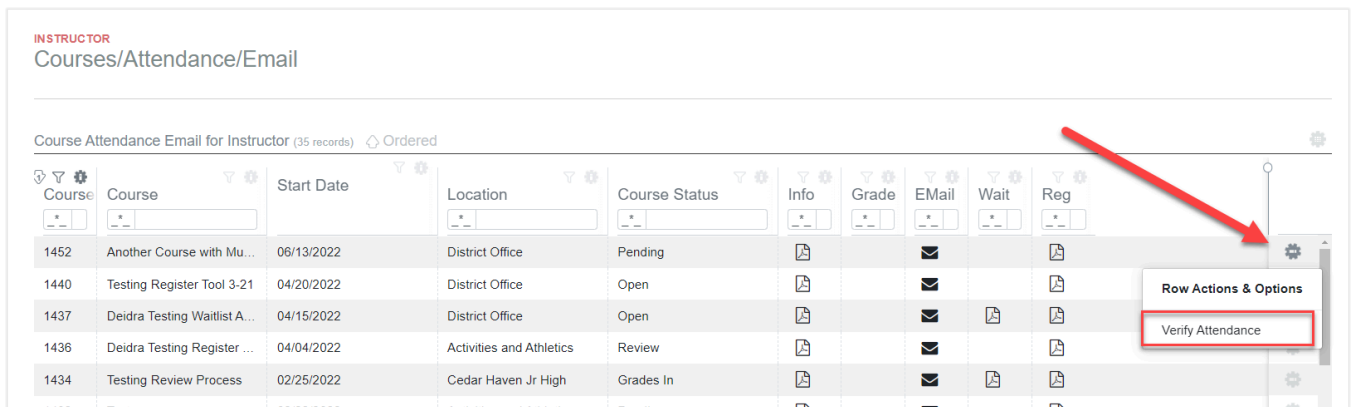 INSTRUCTOR
Courses/Attendance/Email
Course Attendance Email for Instructor (35 records) Ordered
Course Course Start Date Location Course Status Info Grade EMail Wait Reg
1452 Another Course with Mu... 06/13/2022 District Office Pending
1440 Testing Register Tool 3-21 04/20/2022 District Office Open
Row Actions & Options
1437 Deidra Testing Waitlist A... 04/15/2022 District Office Open
Verify Attendance
1436 Deidra Testing Register ... 04/04/2022 Activities and Athletics Review
1434 Testing Review Process 02/25/2022 Cedar Haven Jr High Grades In